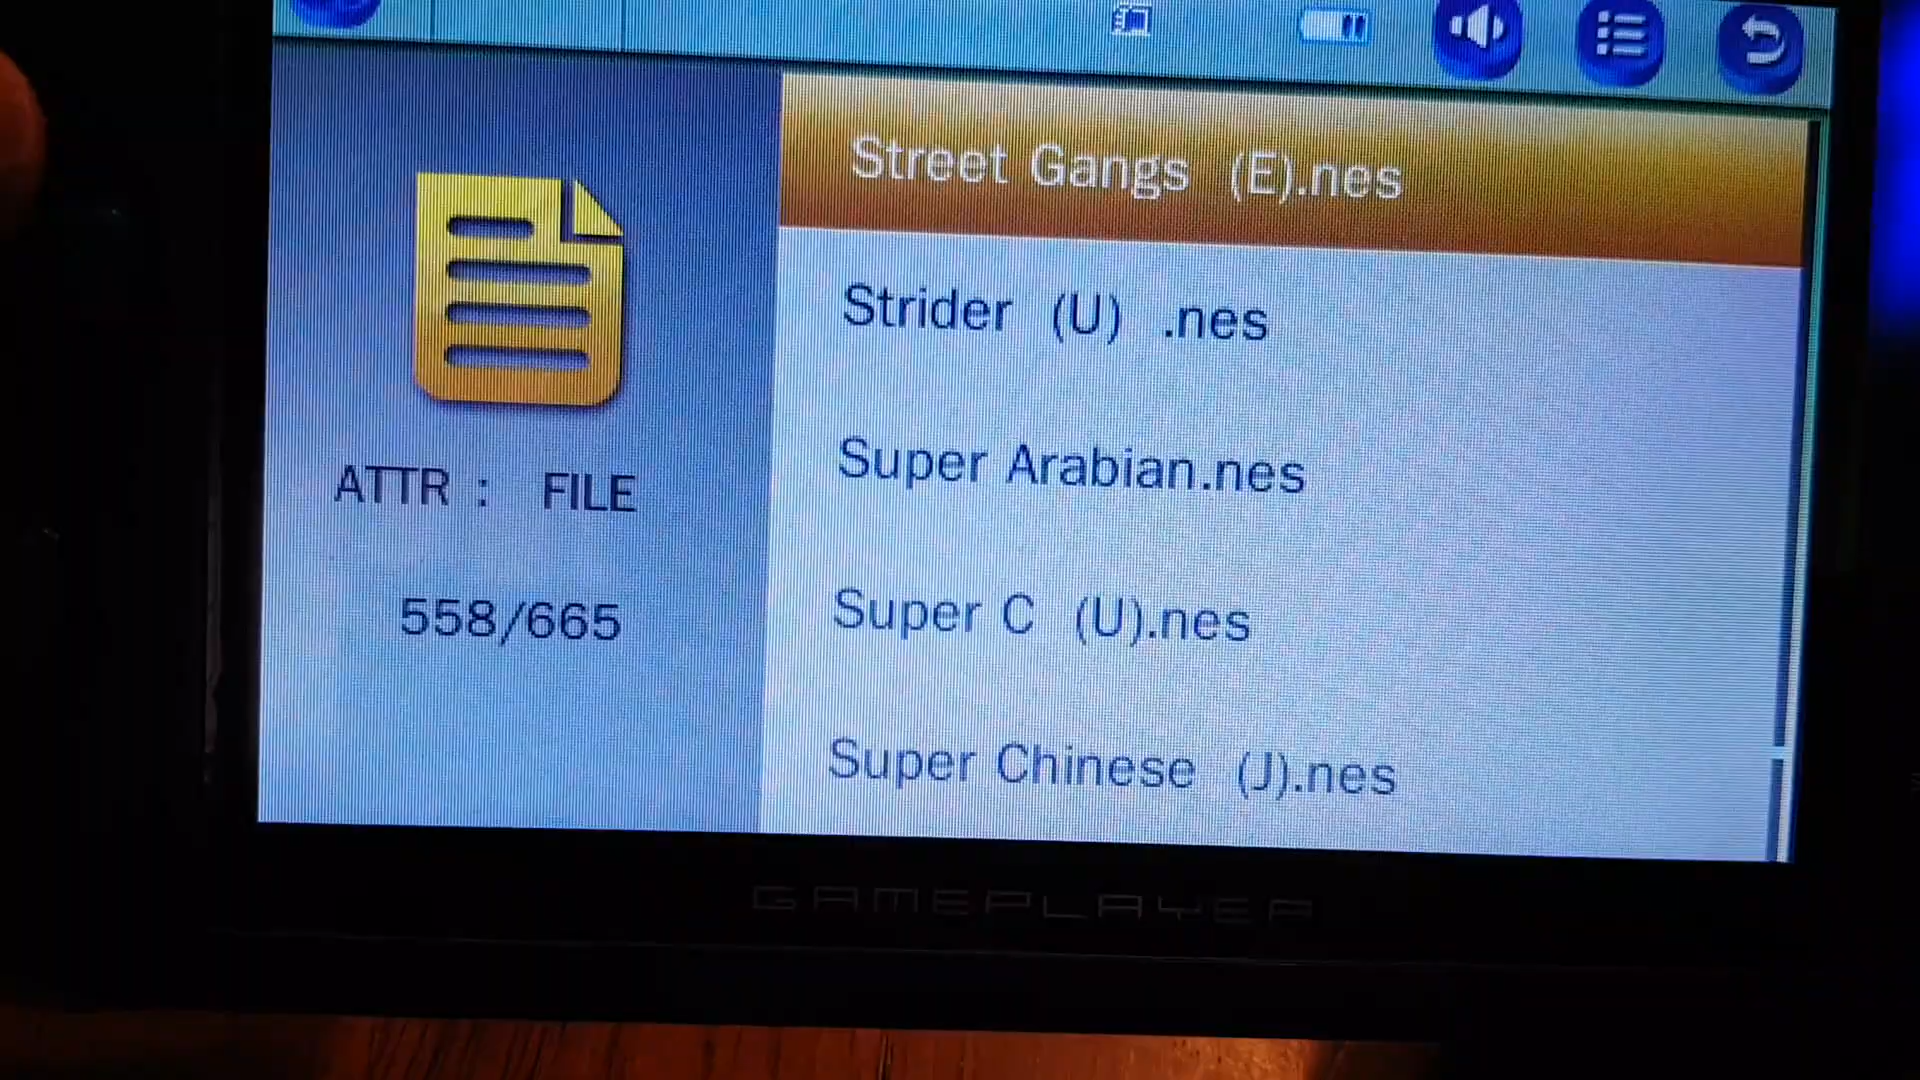 Street Gangs (E).nes
Strider (U) .nes
Super Arabian.nes
Super C (U).nes
Super Chinese (J).nes
ATTR : FILE
558/665
GAMEPLAYER